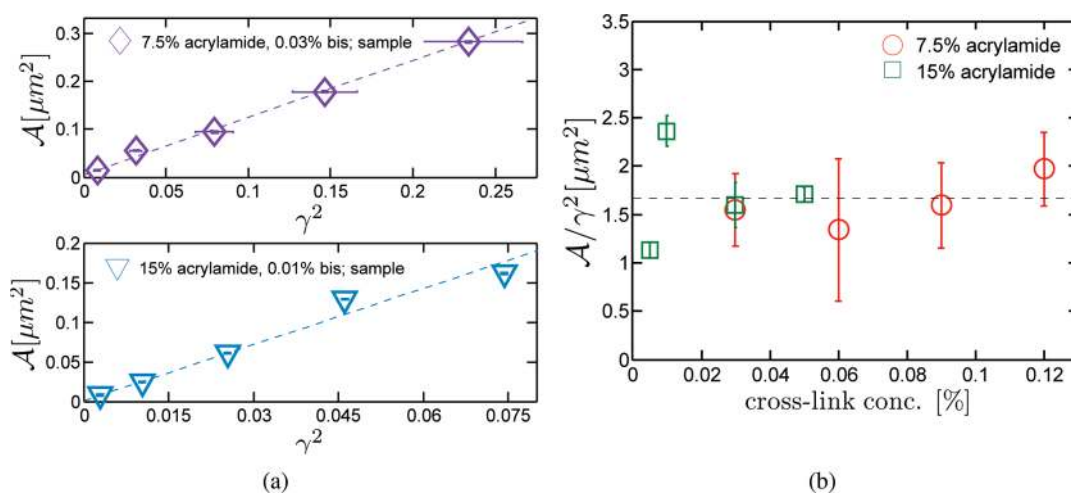 0.3
0.2
0.1
0
𝒜[μm²]
7.5% acrylamide, 0.03% bis; sample
0 0.05 0.1 0.15 0.2 0.25
γ²
0.2
0.15
0.1
0.05
0
𝒜[μm²]
15% acrylamide, 0.01% bis; sample
0 0.015 0.03 0.045 0.06 0.075
γ²
(a)
3.5
3
2.5
2
1.5
1
0.5
0
𝒜/γ²[μm²]
7.5% acrylamide
15% acrylamide
0 0.02 0.04 0.06 0.08 0.1 0.12
cross-link conc. [%]
(b)